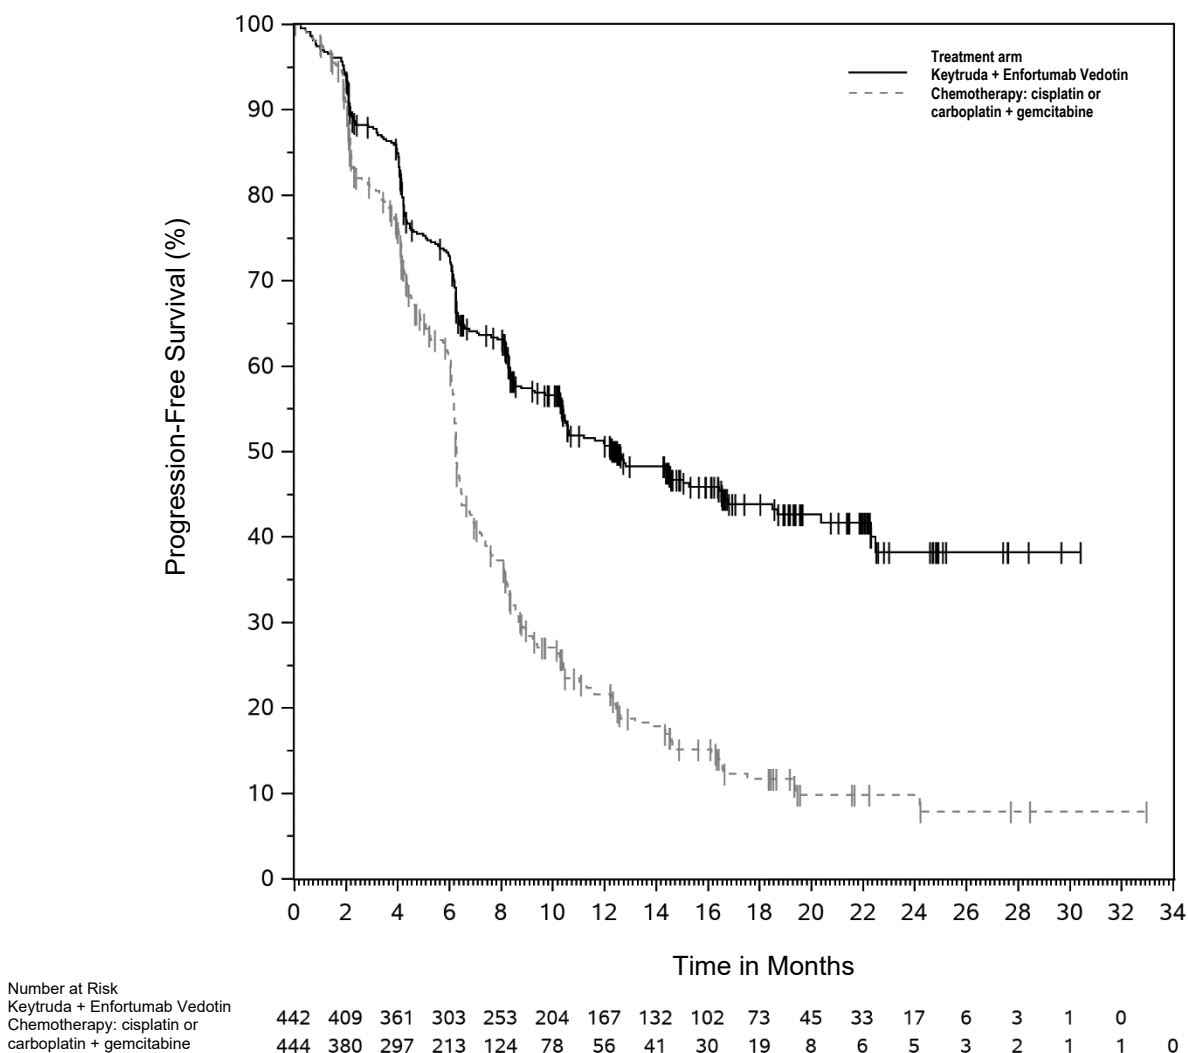 100
90
80
70
60
50
40
30
20
10
0
Progression-Free Survival (%)
Treatment arm
Keytruda + Enfortumab Vedotin
Chemotherapy: cisplatin or
carboplatin + gemcitabine
0 2 4 6 8 10 12 14 16 18 20 22 24 26 28 30 32 34
Time in Months
Number at Risk
Keytruda + Enfortumab Vedotin 442 409 361 303 253 204 167 132 102 73 45 33 17 6 3 1 0
Chemotherapy: cisplatin or
carboplatin + gemcitabine 444 380 297 213 124 78 56 41 30 19 8 6 5 3 2 1 1 0